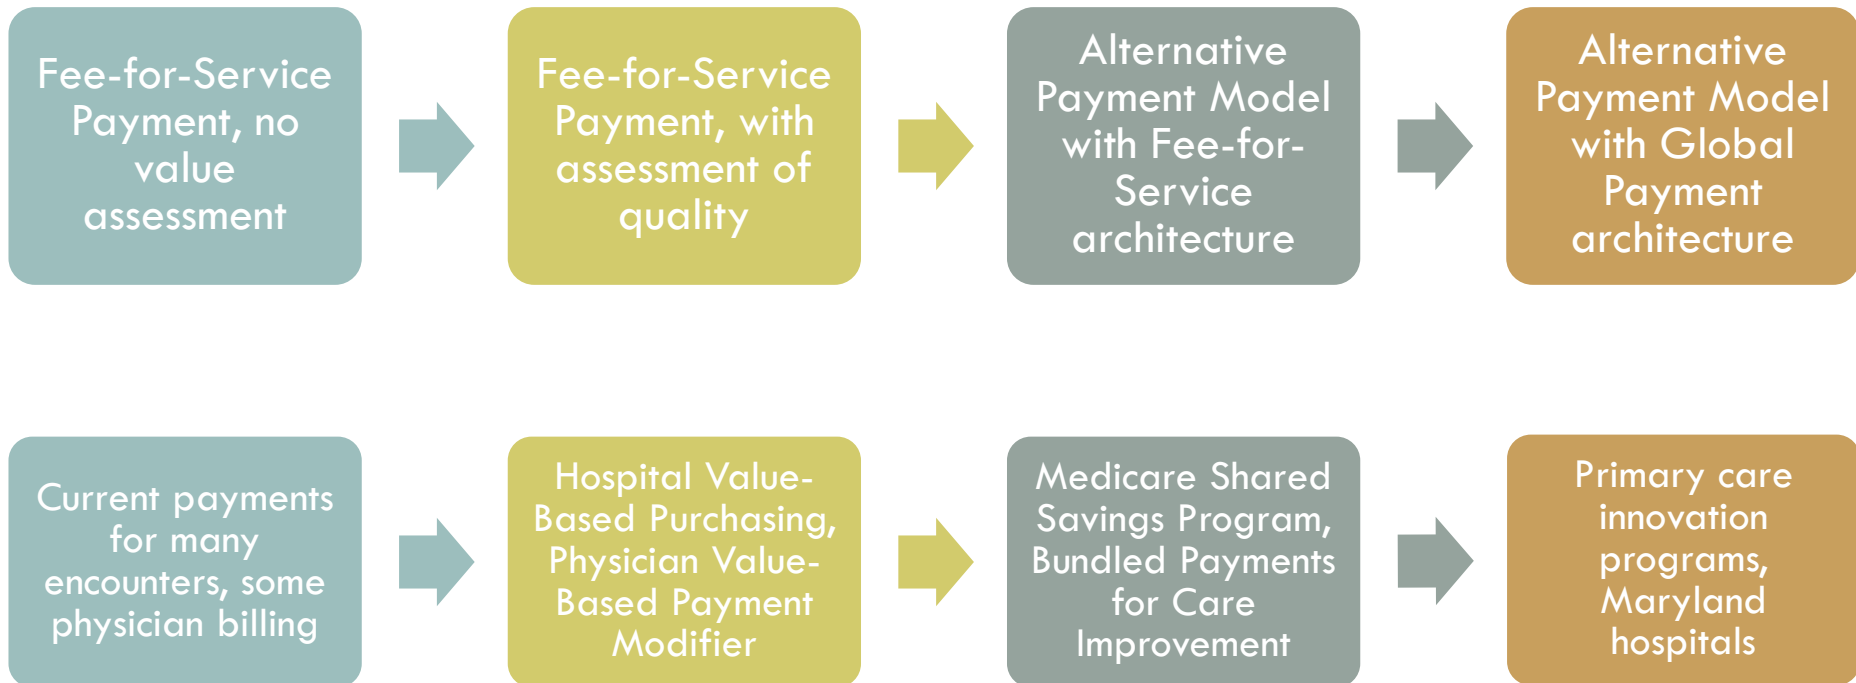 Fee-for-Service
Payment, no
value
assessment
Fee-for-Service
Payment, with
assessment of
quality
Alternative
Payment Model
with Fee-for-
Service
architecture
Alternative
Payment Model
with Global
Payment
architecture
Current payments
for many
encounters, some
physician billing
Hospital Value-
Based Purchasing,
Physician Value-
Based Payment
Modifier
Medicare Shared
Savings Program,
Bundled Payments
for Care
Improvement
Primary care
innovation
programs,
Maryland
hospitals